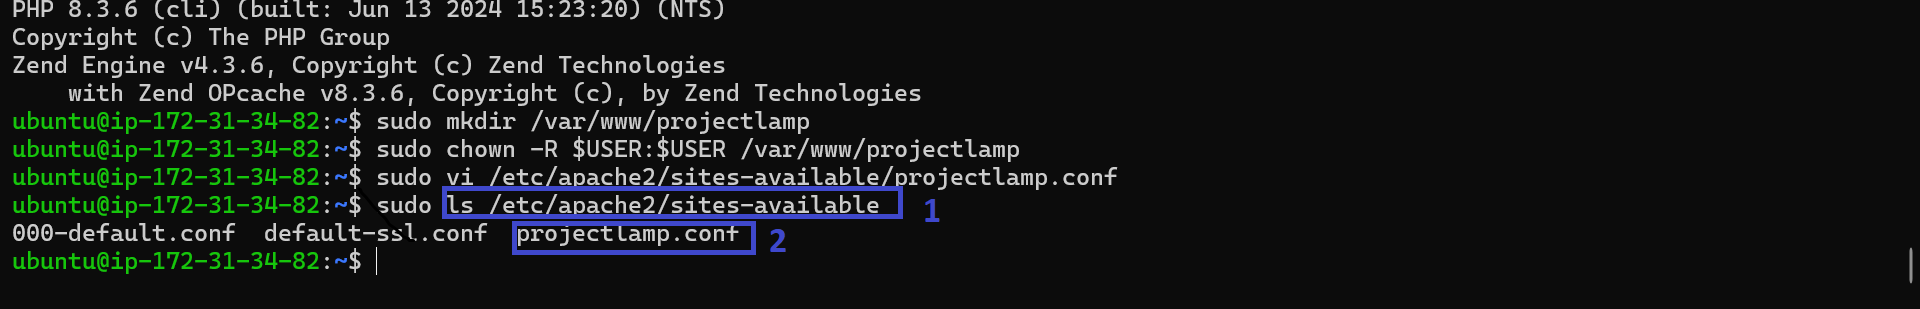 PHP 8.3.6 (cli) (built: Jun 13 2024 15:23:20) (NTS)
Copyright (c) The PHP Group
Zend Engine v4.3.6, Copyright (c) Zend Technologies
    with Zend OPcache v8.3.6, Copyright (c), by Zend Technologies
ubuntu@ip-172-31-34-82:~$ sudo mkdir /var/www/projectlamp
ubuntu@ip-172-31-34-82:~$ sudo chown -R $USER:$USER /var/www/projectlamp
ubuntu@ip-172-31-34-82:~$ sudo vi /etc/apache2/sites-available/projectlamp.conf
ubuntu@ip-172-31-34-82:~$ sudo ls /etc/apache2/sites-available 1
000-default.conf  default-ssl.conf  projectlamp.conf 2
ubuntu@ip-172-31-34-82:~$